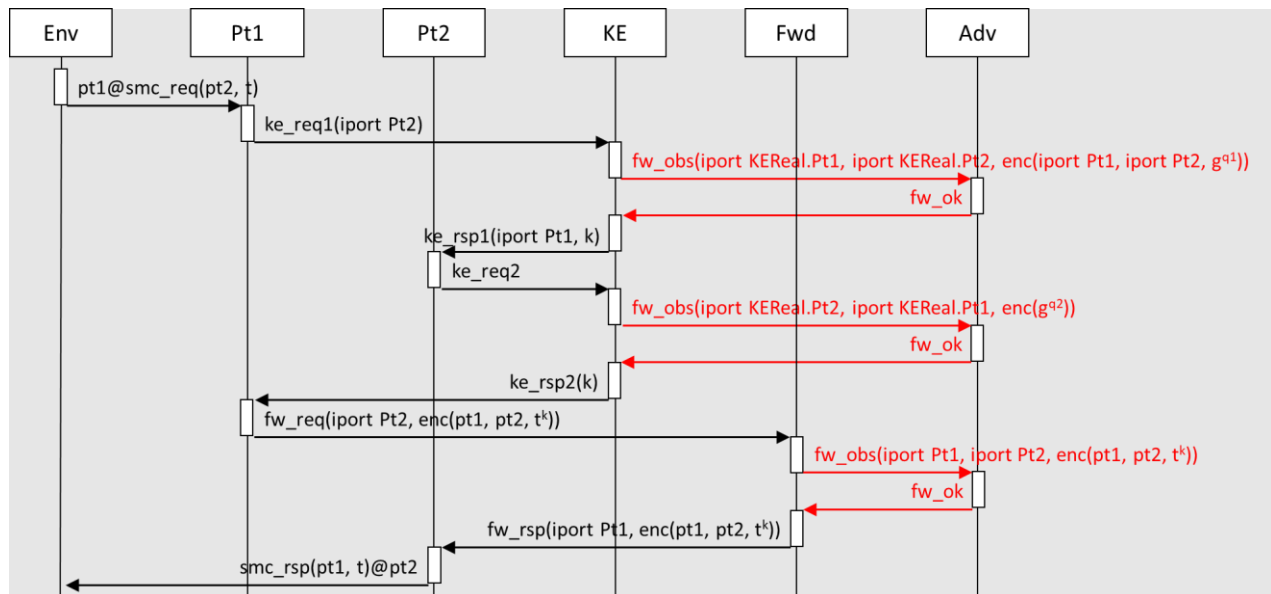 Env Pt1 Pt2 KE Fwd Adv
pt1@smc_req(pt2, t)
ke_req1(iport Pt2)
fw_obs(iport KEReal.Pt1, iport KEReal.Pt2, enc(iport Pt1, iport Pt2, g^q1))
fw_ok
ke_rsp1(iport Pt1, k)
ke_req2
fw_obs(iport KEReal.Pt2, iport KEReal.Pt1, enc(g^q2))
fw_ok
ke_rsp2(k)
fw_req(iport Pt2, enc(pt1, pt2, t^k))
fw_obs(iport Pt1, iport Pt2, enc(pt1, pt2, t^k))
fw_ok
fw_rsp(iport Pt1, enc(pt1, pt2, t^k))
smc_rsp(pt1, t)@pt2